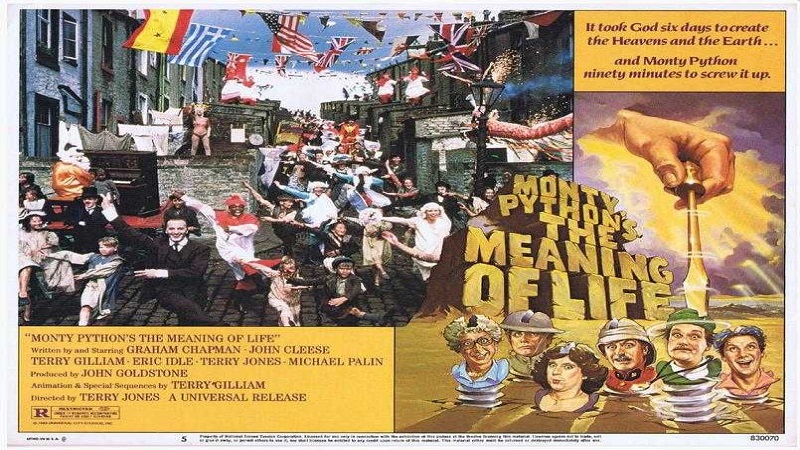 It took God six days to create
the Heavens and the Earth...
and Monty Python
ninety minutes to screw it up.
MONTY
PYTHON'S
THE
MEANING
OF LIFE
"MONTY PYTHON'S THE MEANING OF LIFE"
Written by and Starring GRAHAM CHAPMAN · JOHN CLEESE
TERRY GILLIAM · ERIC IDLE · TERRY JONES · MICHAEL PALIN
Produced by JOHN GOLDSTONE
Animation & Special Sequences by TERRY GILLIAM
Directed by TERRY JONES A UNIVERSAL RELEASE
R RESTRICTED
5
830070